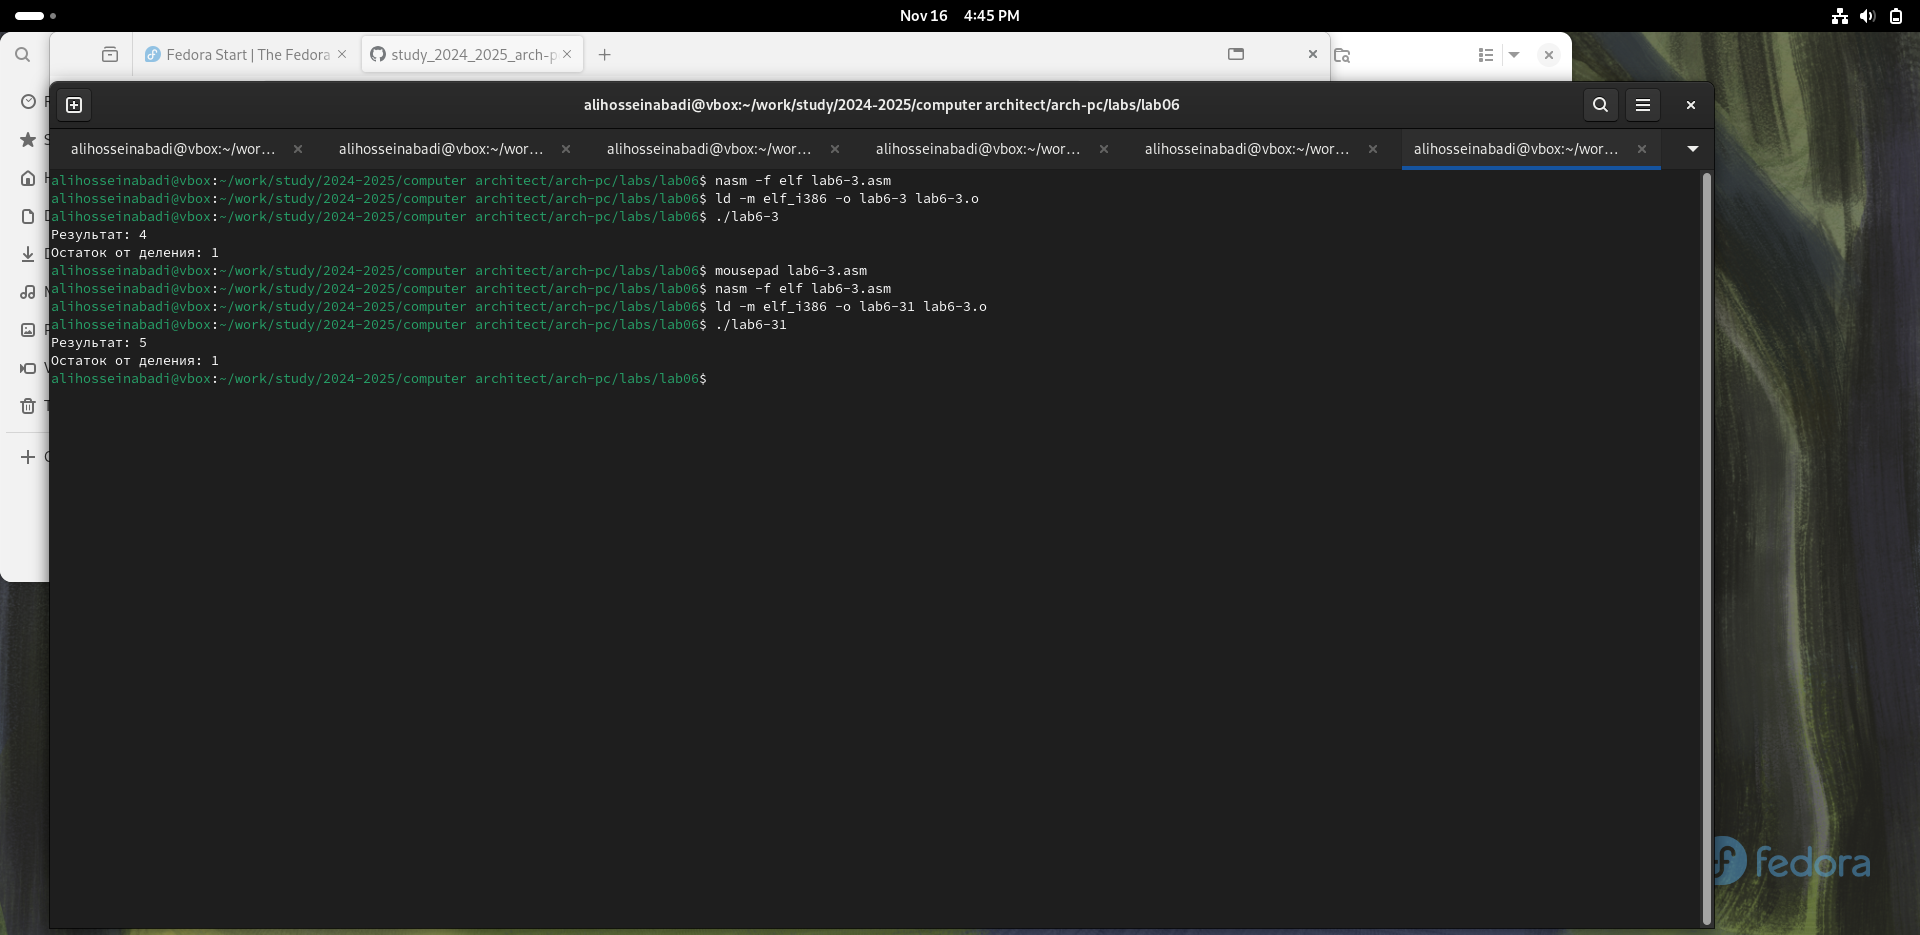 Nov 16 4:45 PM
Fedora Start | The Fedora
study_2024_2025_arch-p
alihosseinabadi@vbox:~/work/study/2024-2025/computer architect/arch-pc/labs/lab06
alihosseinabadi@vbox:~/wor…
alihosseinabadi@vbox:~/wor…
alihosseinabadi@vbox:~/wor…
alihosseinabadi@vbox:~/wor…
alihosseinabadi@vbox:~/wor…
alihosseinabadi@vbox:~/wor…
alihosseinabadi@vbox:~/work/study/2024-2025/computer architect/arch-pc/labs/lab06$ nasm -f elf lab6-3.asm
alihosseinabadi@vbox:~/work/study/2024-2025/computer architect/arch-pc/labs/lab06$ ld -m elf_i386 -o lab6-3 lab6-3.o
alihosseinabadi@vbox:~/work/study/2024-2025/computer architect/arch-pc/labs/lab06$ ./lab6-3
Результат: 4
Остаток от деления: 1
alihosseinabadi@vbox:~/work/study/2024-2025/computer architect/arch-pc/labs/lab06$ mousepad lab6-3.asm
alihosseinabadi@vbox:~/work/study/2024-2025/computer architect/arch-pc/labs/lab06$ nasm -f elf lab6-3.asm
alihosseinabadi@vbox:~/work/study/2024-2025/computer architect/arch-pc/labs/lab06$ ld -m elf_i386 -o lab6-31 lab6-3.o
alihosseinabadi@vbox:~/work/study/2024-2025/computer architect/arch-pc/labs/lab06$ ./lab6-31
Результат: 5
Остаток от деления: 1
alihosseinabadi@vbox:~/work/study/2024-2025/computer architect/arch-pc/labs/lab06$
fedora